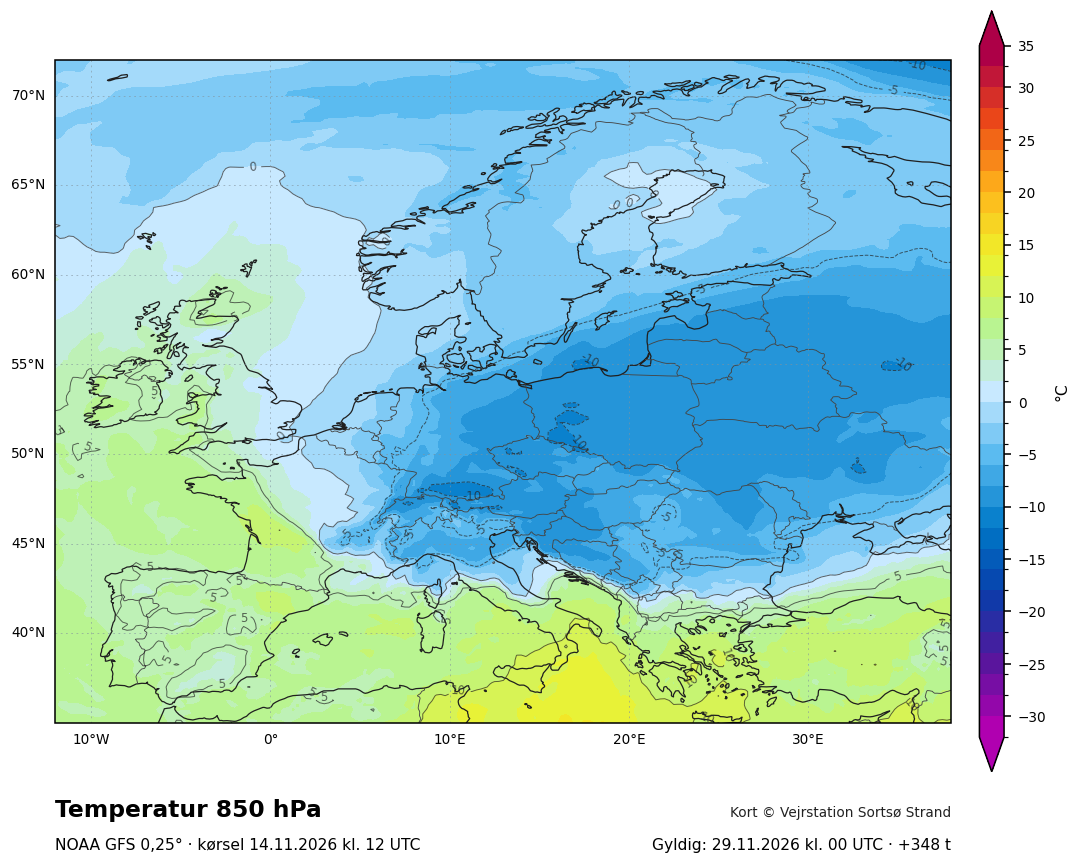 70°N
65°N
60°N
55°N
50°N
45°N
40°N
10°W 0° 10°E 20°E 30°E
35
30
25
20
15
10
5
0
−5
−10
−15
−20
−25
−30
°C
Temperatur 850 hPa
Kort © Vejrstation Sortsø Strand
NOAA GFS 0,25° · kørsel 14.11.2026 kl. 12 UTC
Gyldig: 29.11.2026 kl. 00 UTC · +348 t